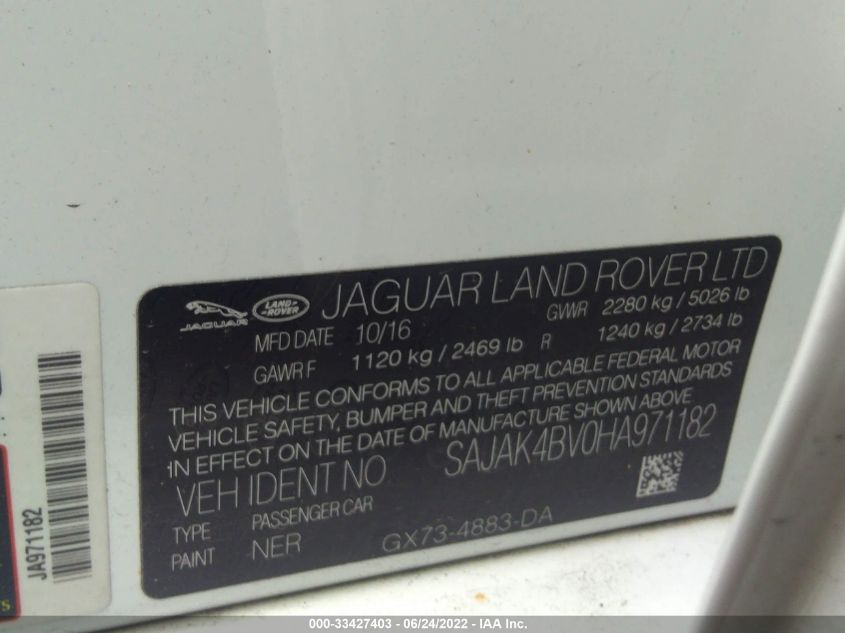 JAGUAR LAND-ROVER JAGUAR LAND ROVER LTD
MFD DATE 10/16 GVWR 2280 kg / 5026 lb
GAWR F 1120 kg / 2469 lb R 1240 kg / 2734 lb
THIS VEHICLE CONFORMS TO ALL APPLICABLE FEDERAL MOTOR
VEHICLE SAFETY, BUMPER AND THEFT PREVENTION STANDARDS
IN EFFECT ON THE DATE OF MANUFACTURE SHOWN ABOVE
VEH IDENT NO SAJAK4BV0HA971182
TYPE PASSENGER CAR
PAINT NER GX73-4883-DA
JA971182
000-33427403 - 06/24/2022 - IAA Inc.